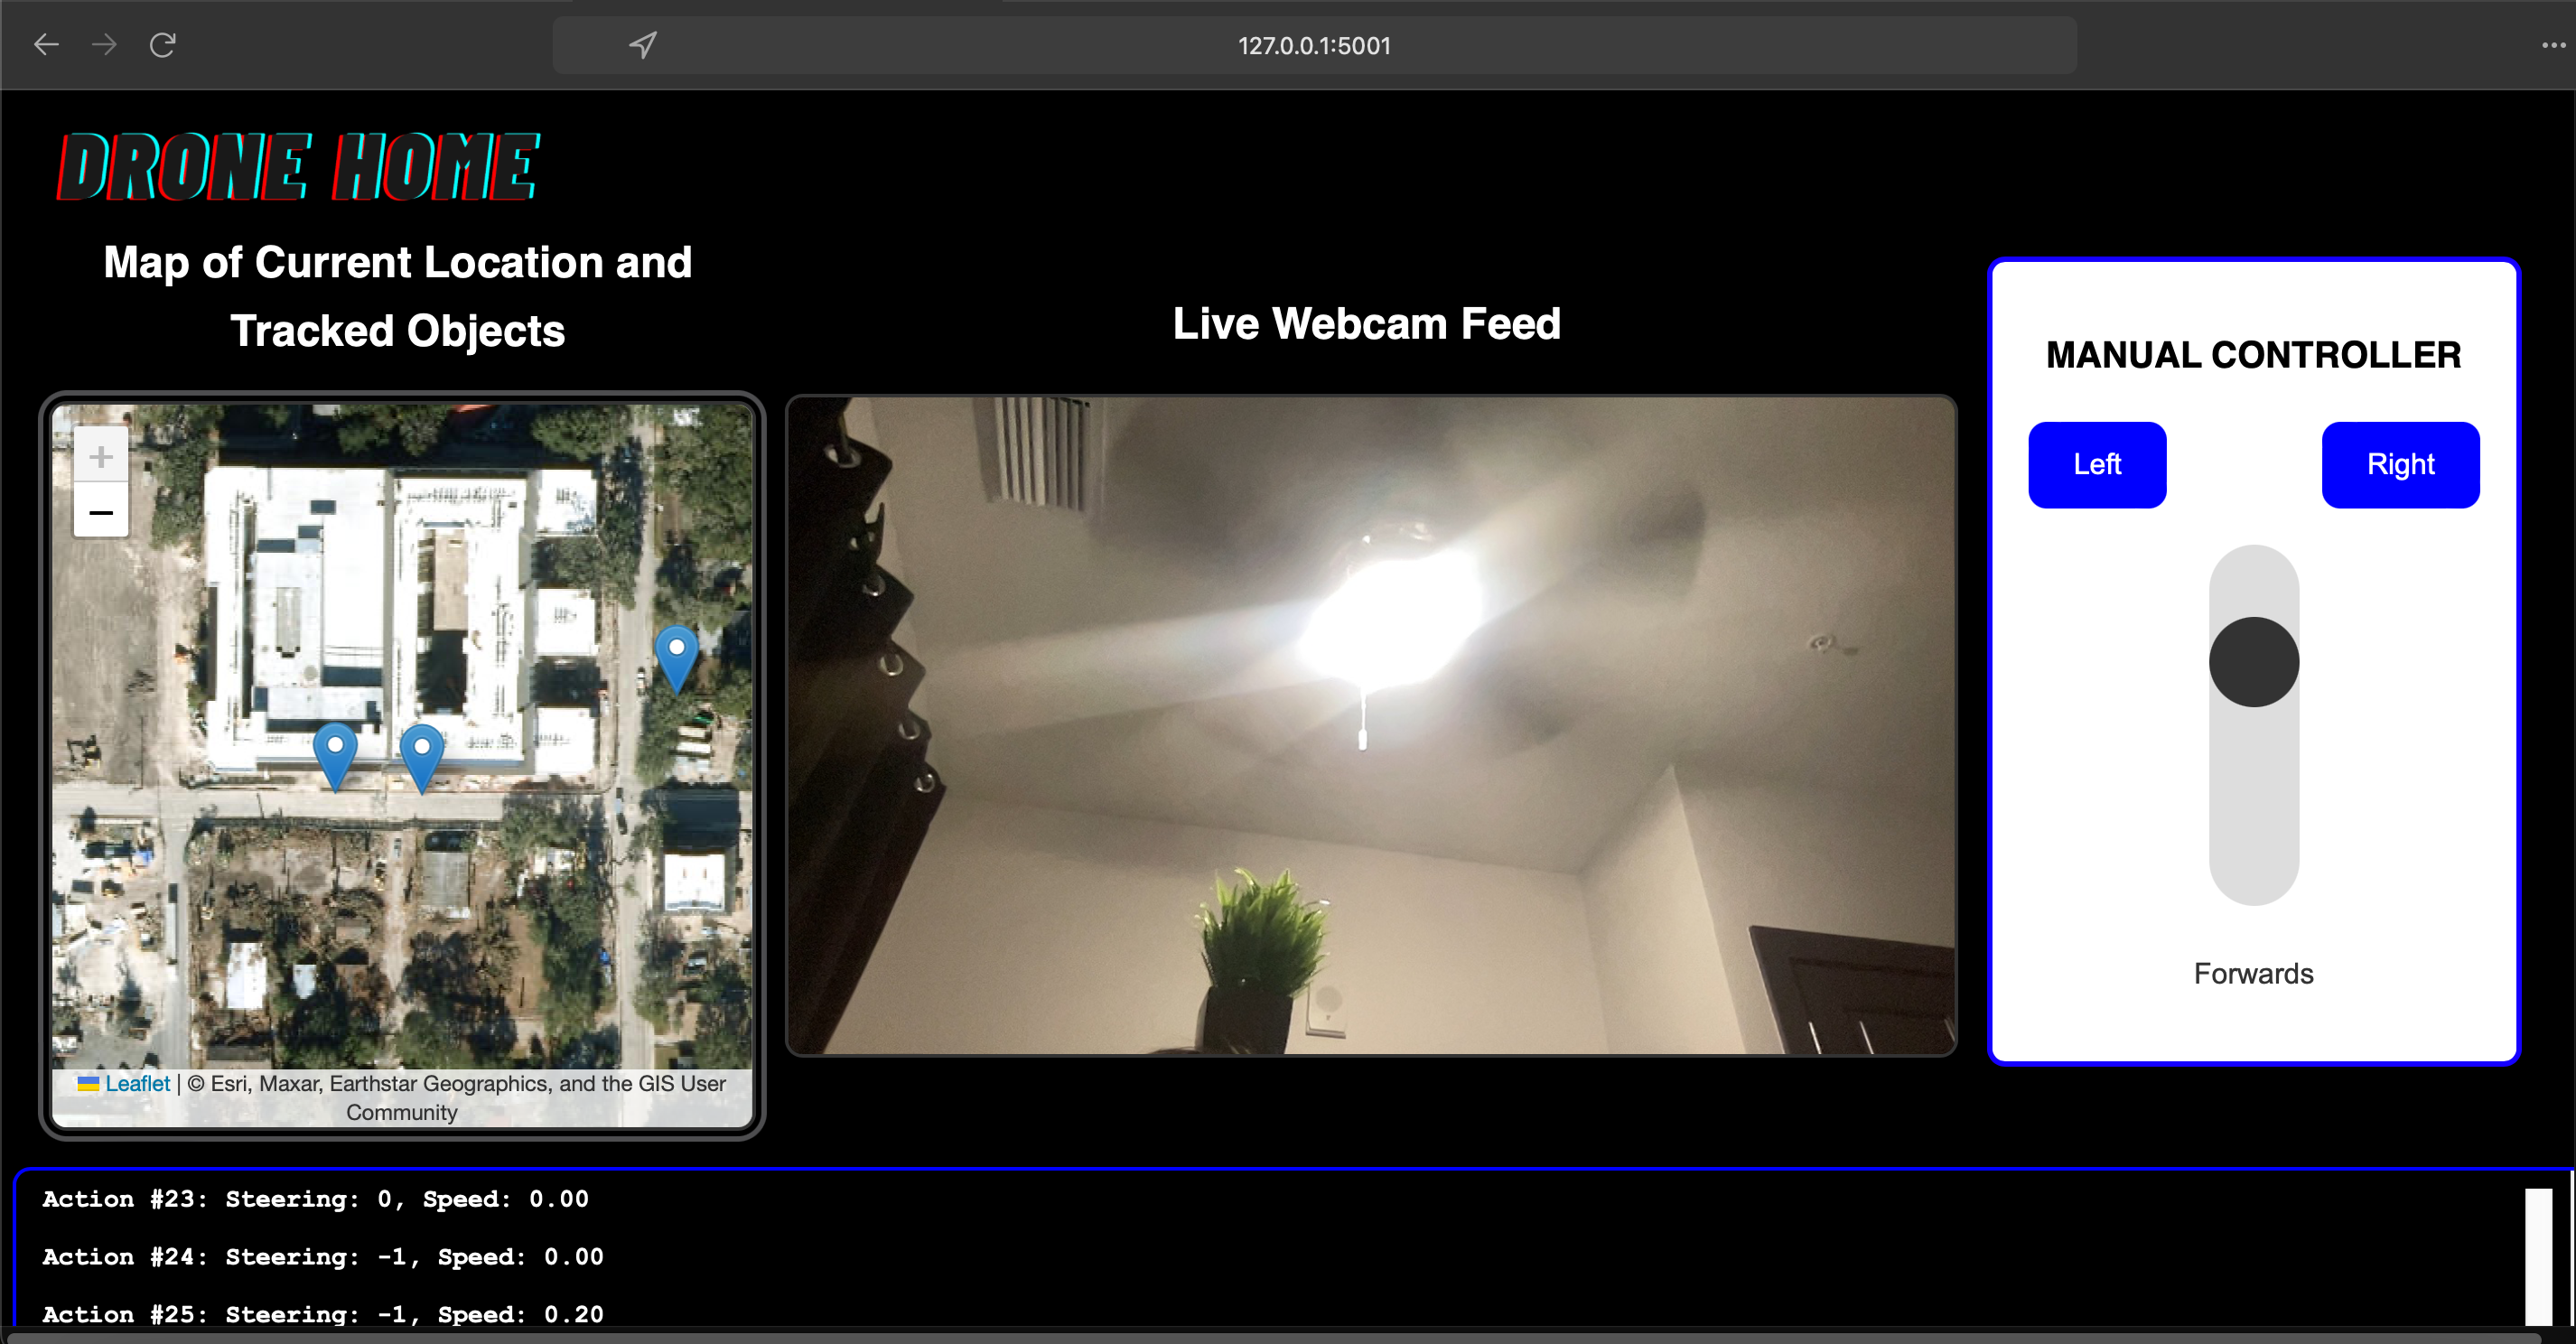 127.0.0.1:5001
DRONE HOME
Map of Current Location and
Tracked Objects
Live Webcam Feed
MANUAL CONTROLLER
Left
Right
Forwards
+
−
Leaflet | © Esri, Maxar, Earthstar Geographics, and the GIS User
Community
Action #23: Steering: 0, Speed: 0.00
Action #24: Steering: -1, Speed: 0.00
Action #25: Steering: -1, Speed: 0.20